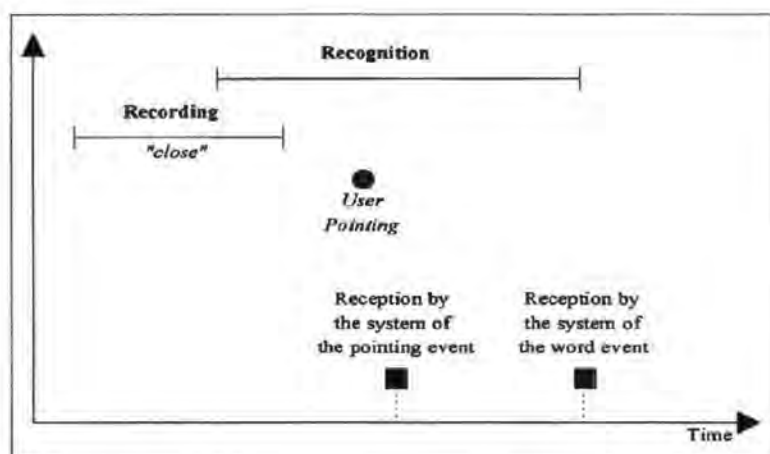 Recognition
Recording
"close"
User
Pointing
Reception by
the system of
the pointing event
Reception by
the system of
the word event
Time